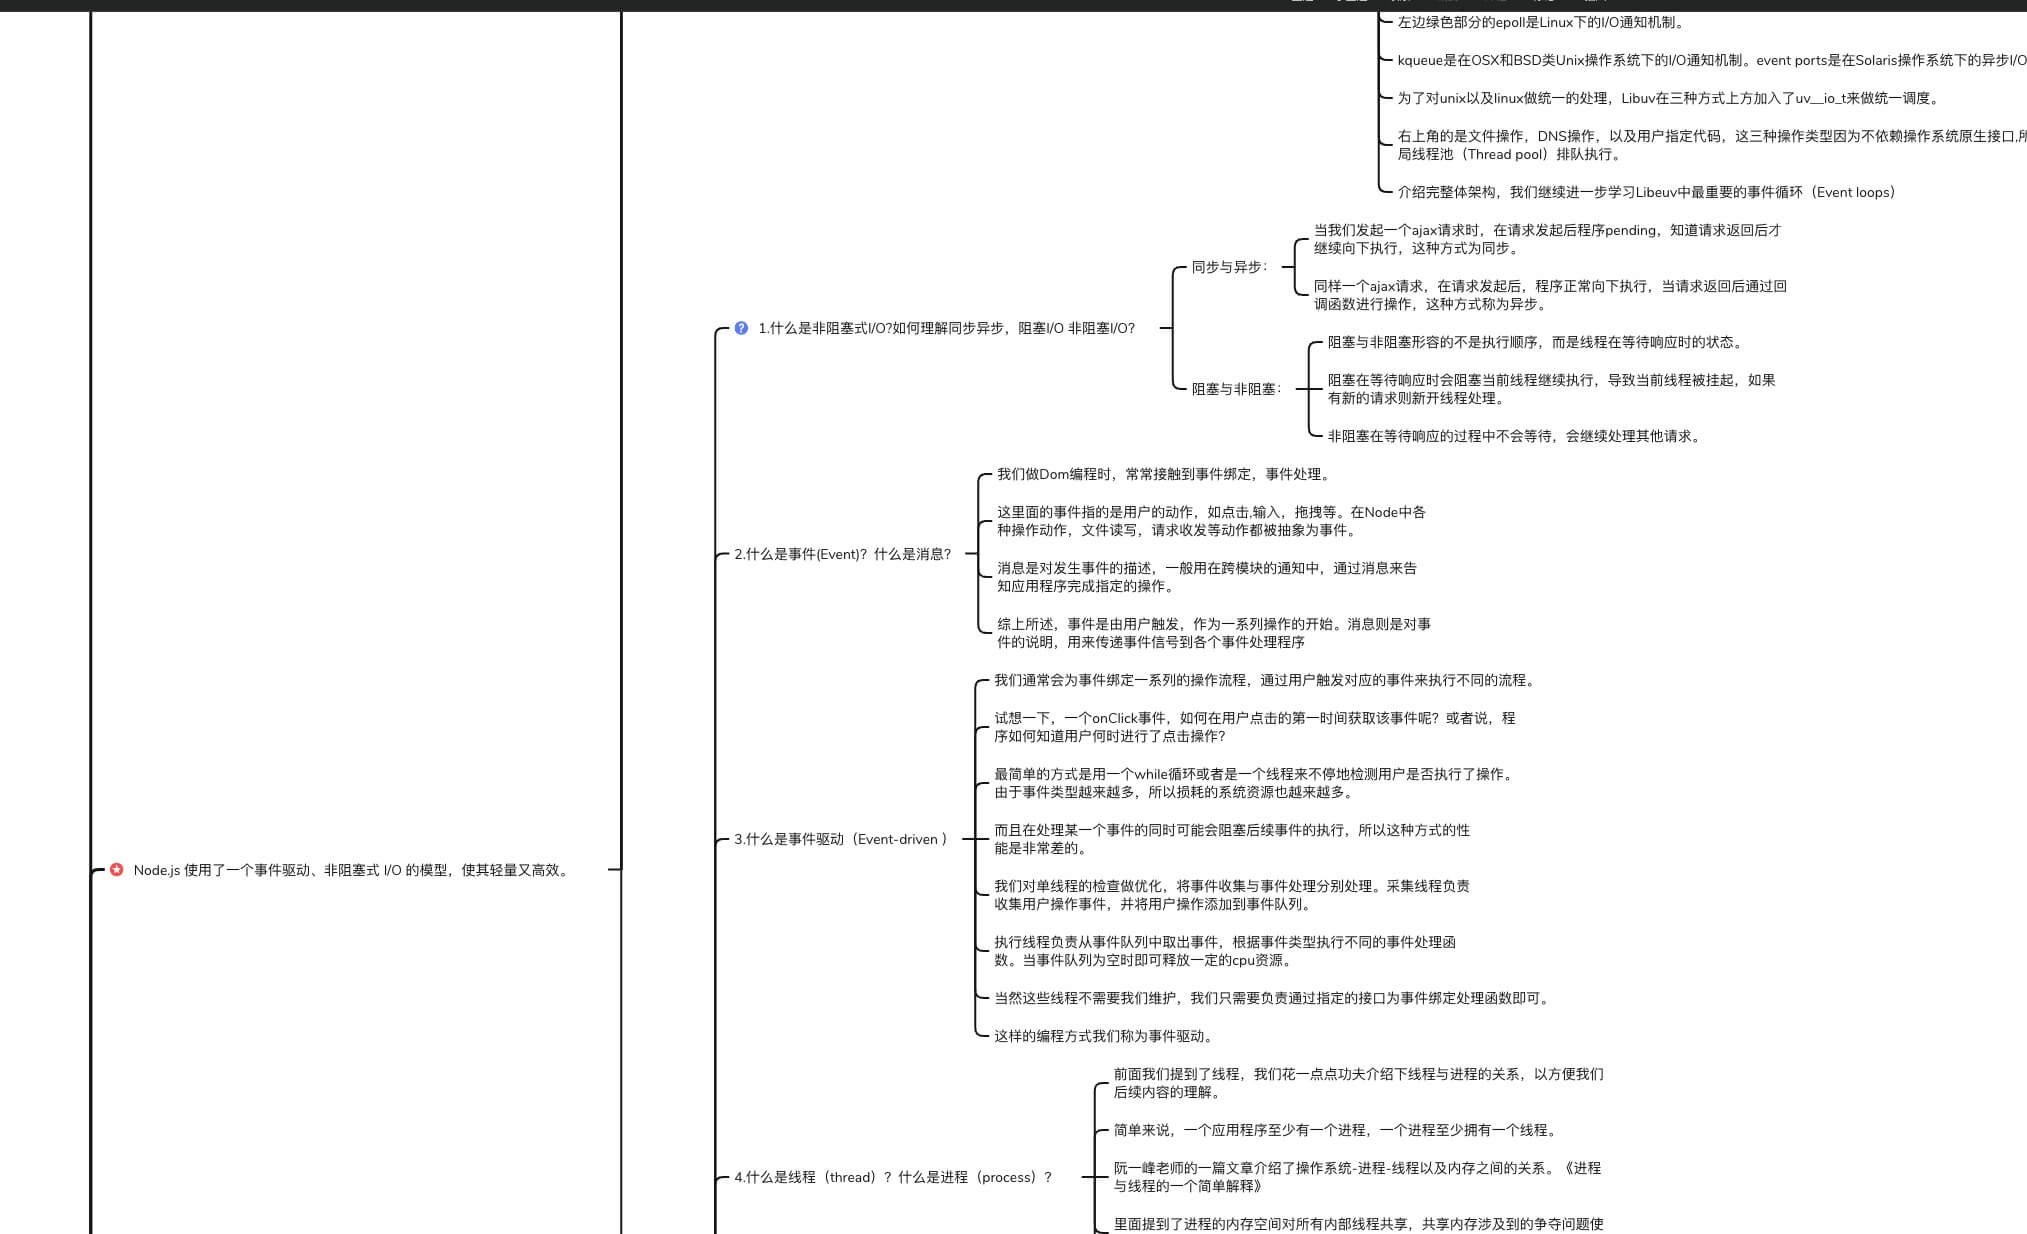 左边绿色部分的epoll是Linux下的I/O通知机制。
kqueue是在OSX和BSD类Unix操作系统下的I/O通知机制。event ports是在Solaris操作系统下的异步I/O
为了对unix以及linux做统一的处理，Libuv在三种方式上方加入了uv__io_t来做统一调度。
右上角的是文件操作，DNS操作，以及用户指定代码，这三种操作类型因为不依赖操作系统原生接口,所
局线程池（Thread pool）排队执行。
介绍完整体架构，我们继续进一步学习Libeuv中最重要的事件循环（Event loops）
当我们发起一个ajax请求时，在请求发起后程序pending，知道请求返回后才
继续向下执行，这种方式为同步。
同步与异步：
同样一个ajax请求，在请求发起后，程序正常向下执行，当请求返回后通过回
调函数进行操作，这种方式称为异步。
1.什么是非阻塞式I/O?如何理解同步异步，阻塞I/O 非阻塞I/O?
阻塞与非阻塞形容的不是执行顺序，而是线程在等待响应时的状态。
阻塞与非阻塞：
阻塞在等待响应时会阻塞当前线程继续执行，导致当前线程被挂起，如果
有新的请求则新开线程处理。
非阻塞在等待响应的过程中不会等待，会继续处理其他请求。
我们做Dom编程时，常常接触到事件绑定，事件处理。
这里面的事件指的是用户的动作，如点击,输入，拖拽等。在Node中各
种操作动作，文件读写，请求收发等动作都被抽象为事件。
2.什么是事件(Event)？什么是消息?
消息是对发生事件的描述，一般用在跨模块的通知中，通过消息来告
知应用程序完成指定的操作。
综上所述，事件是由用户触发，作为一系列操作的开始。消息则是对事
件的说明，用来传递事件信号到各个事件处理程序
我们通常会为事件绑定一系列的操作流程，通过用户触发对应的事件来执行不同的流程。
试想一下，一个onClick事件，如何在用户点击的第一时间获取该事件呢？或者说，程
序如何知道用户何时进行了点击操作?
最简单的方式是用一个while循环或者是一个线程来不停地检测用户是否执行了操作。
由于事件类型越来越多，所以损耗的系统资源也越来越多。
3.什么是事件驱动（Event-driven ）
而且在处理某一个事件的同时可能会阻塞后续事件的执行，所以这种方式的性
能是非常差的。
Node.js 使用了一个事件驱动、非阻塞式 I/O 的模型，使其轻量又高效。
我们对单线程的检查做优化，将事件收集与事件处理分别处理。采集线程负责
收集用户操作事件，并将用户操作添加到事件队列。
执行线程负责从事件队列中取出事件，根据事件类型执行不同的事件处理函
数。当事件队列为空时即可释放一定的cpu资源。
当然这些线程不需要我们维护，我们只需要负责通过指定的接口为事件绑定处理函数即可。
这样的编程方式我们称为事件驱动。
前面我们提到了线程，我们花一点点功夫介绍下线程与进程的关系，以方便我们
后续内容的理解。
简单来说，一个应用程序至少有一个进程，一个进程至少拥有一个线程。
4.什么是线程（thread）？什么是进程（process）?
阮一峰老师的一篇文章介绍了操作系统-进程-线程以及内存之间的关系。《进程
与线程的一个简单解释》
里面提到了进程的内存空间对所有内部线程共享，共享内存涉及到的争夺问题使